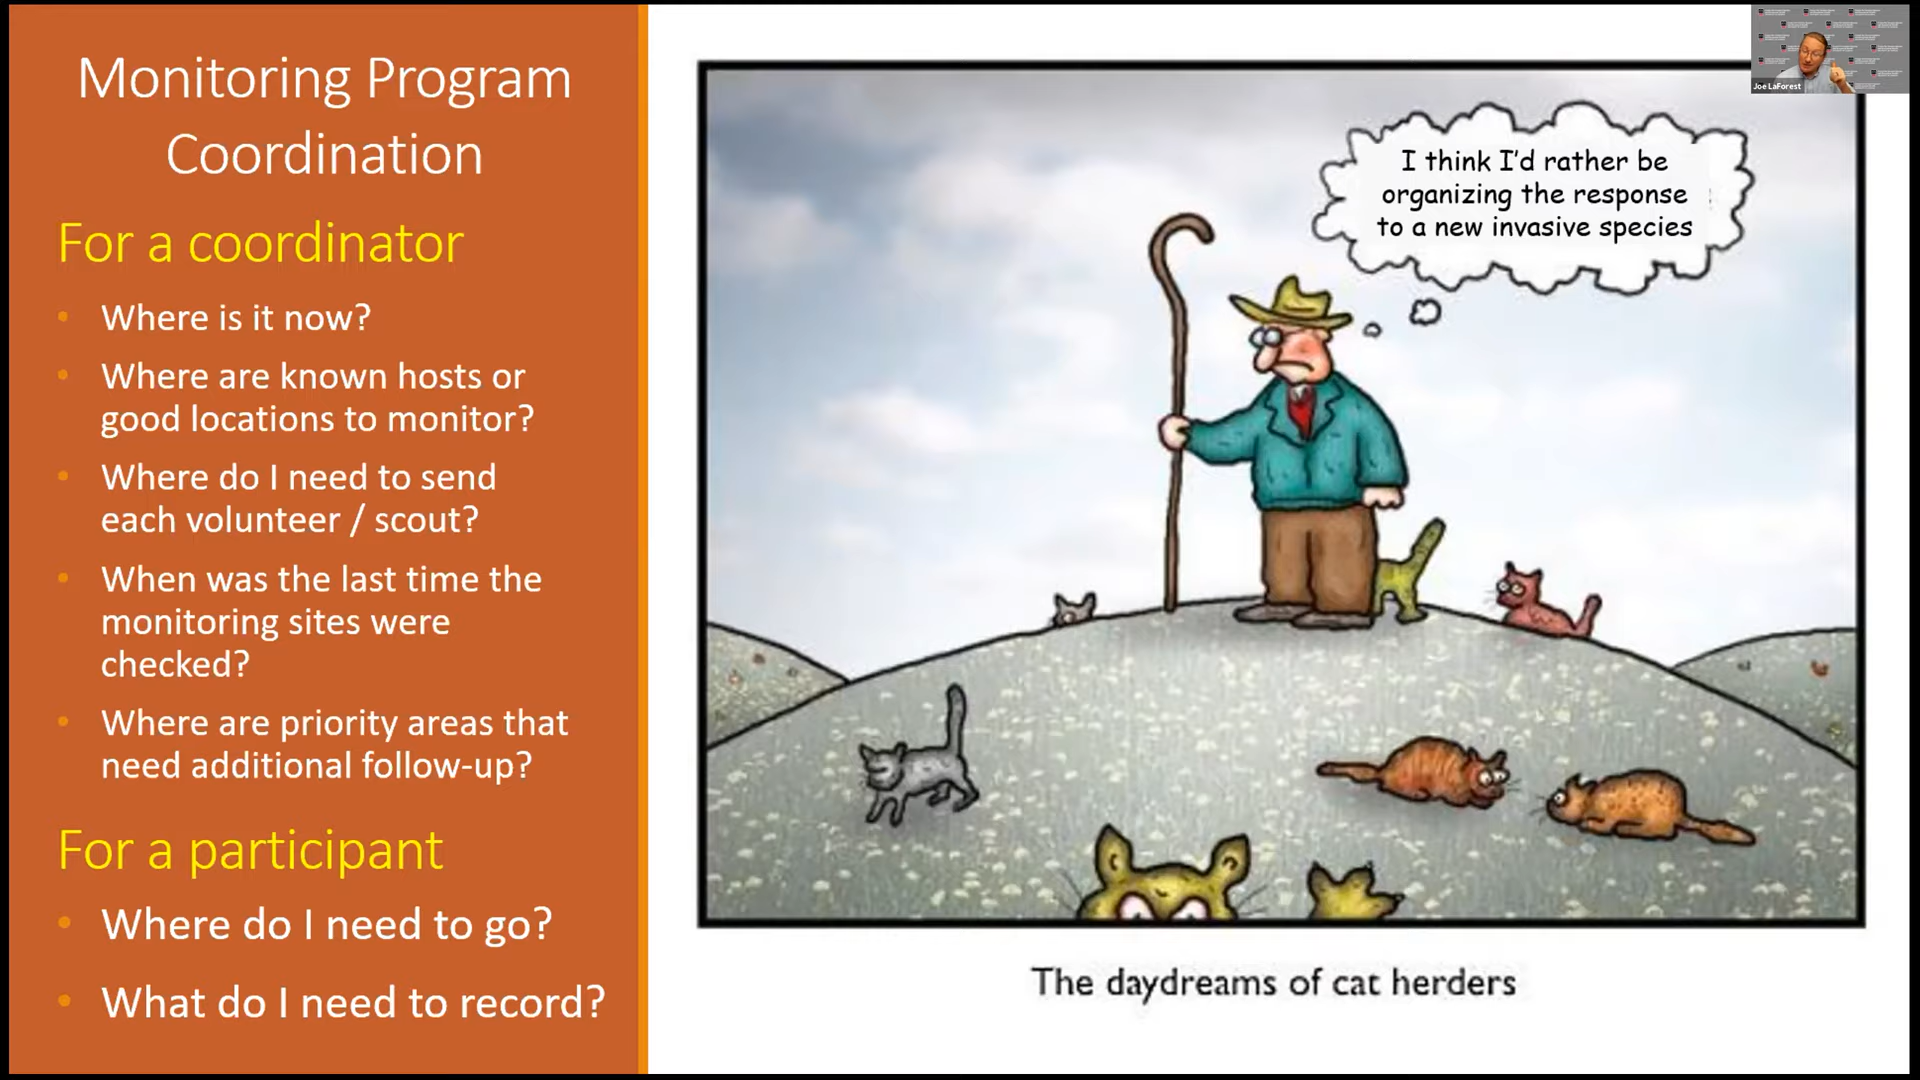 Monitoring Program
Coordination
For a coordinator
• Where is it now?
• Where are known hosts or
good locations to monitor?
• Where do I need to send
each volunteer / scout?
• When was the last time the
monitoring sites were
checked?
• Where are priority areas that
need additional follow-up?
For a participant
• Where do I need to go?
• What do I need to record?
I think I'd rather be
organizing the response
to a new invasive species
The daydreams of cat herders
Joe LaForest